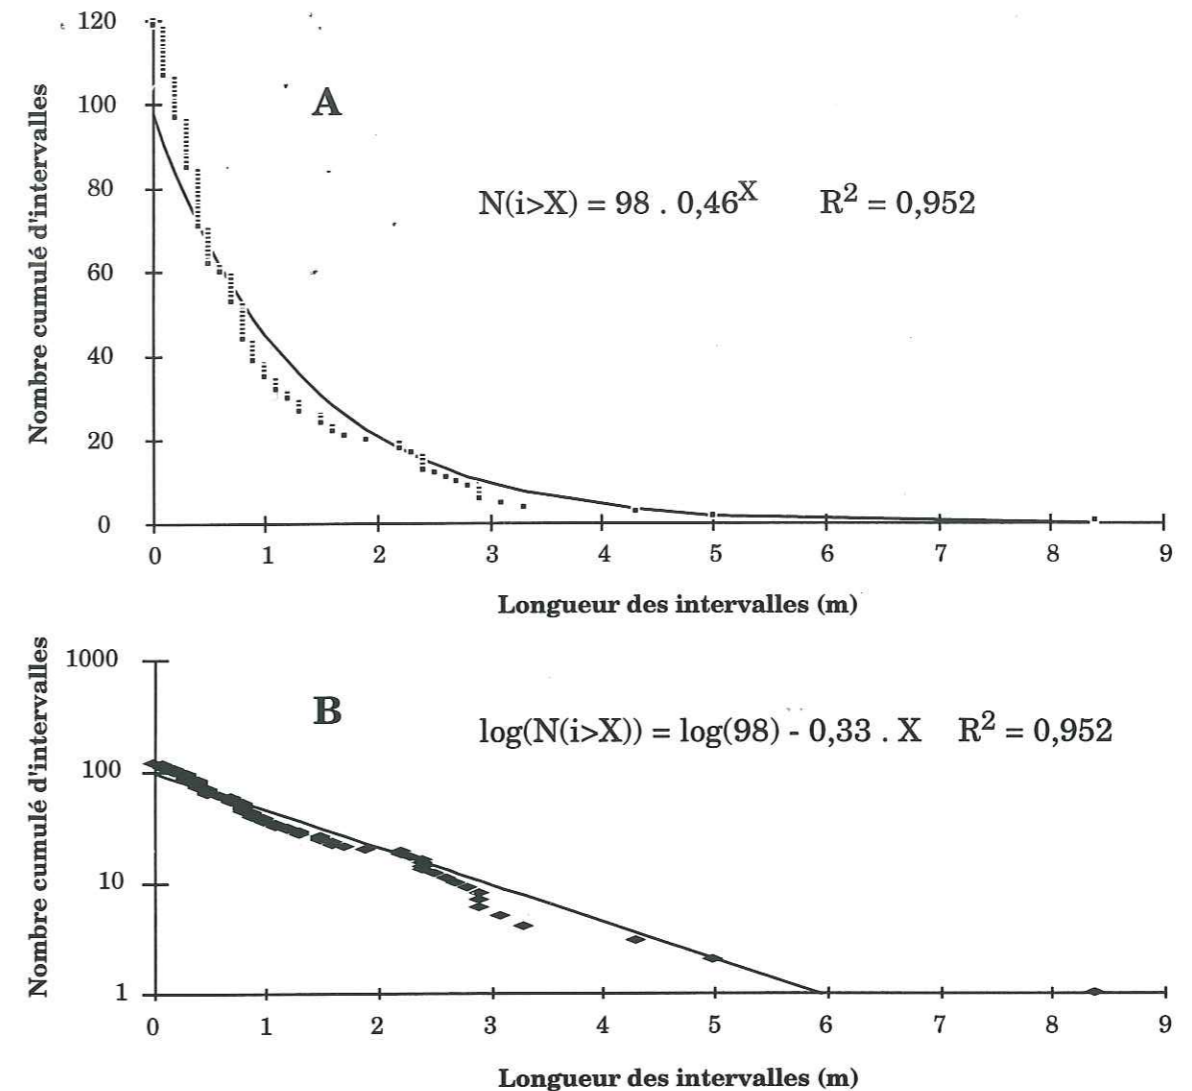 120
100
80
60
40
20
0
Nombre cumulé d'intervalles
A
N(i>X) = 98 . 0,46^X R² = 0,952
0 1 2 3 4 5 6 7 8 9
Longueur des intervalles (m)
1000
100
10
1
Nombre cumulé d'intervalles
B
log(N(i>X)) = log(98) - 0,33 . X R² = 0,952
0 1 2 3 4 5 6 7 8 9
Longueur des intervalles (m)